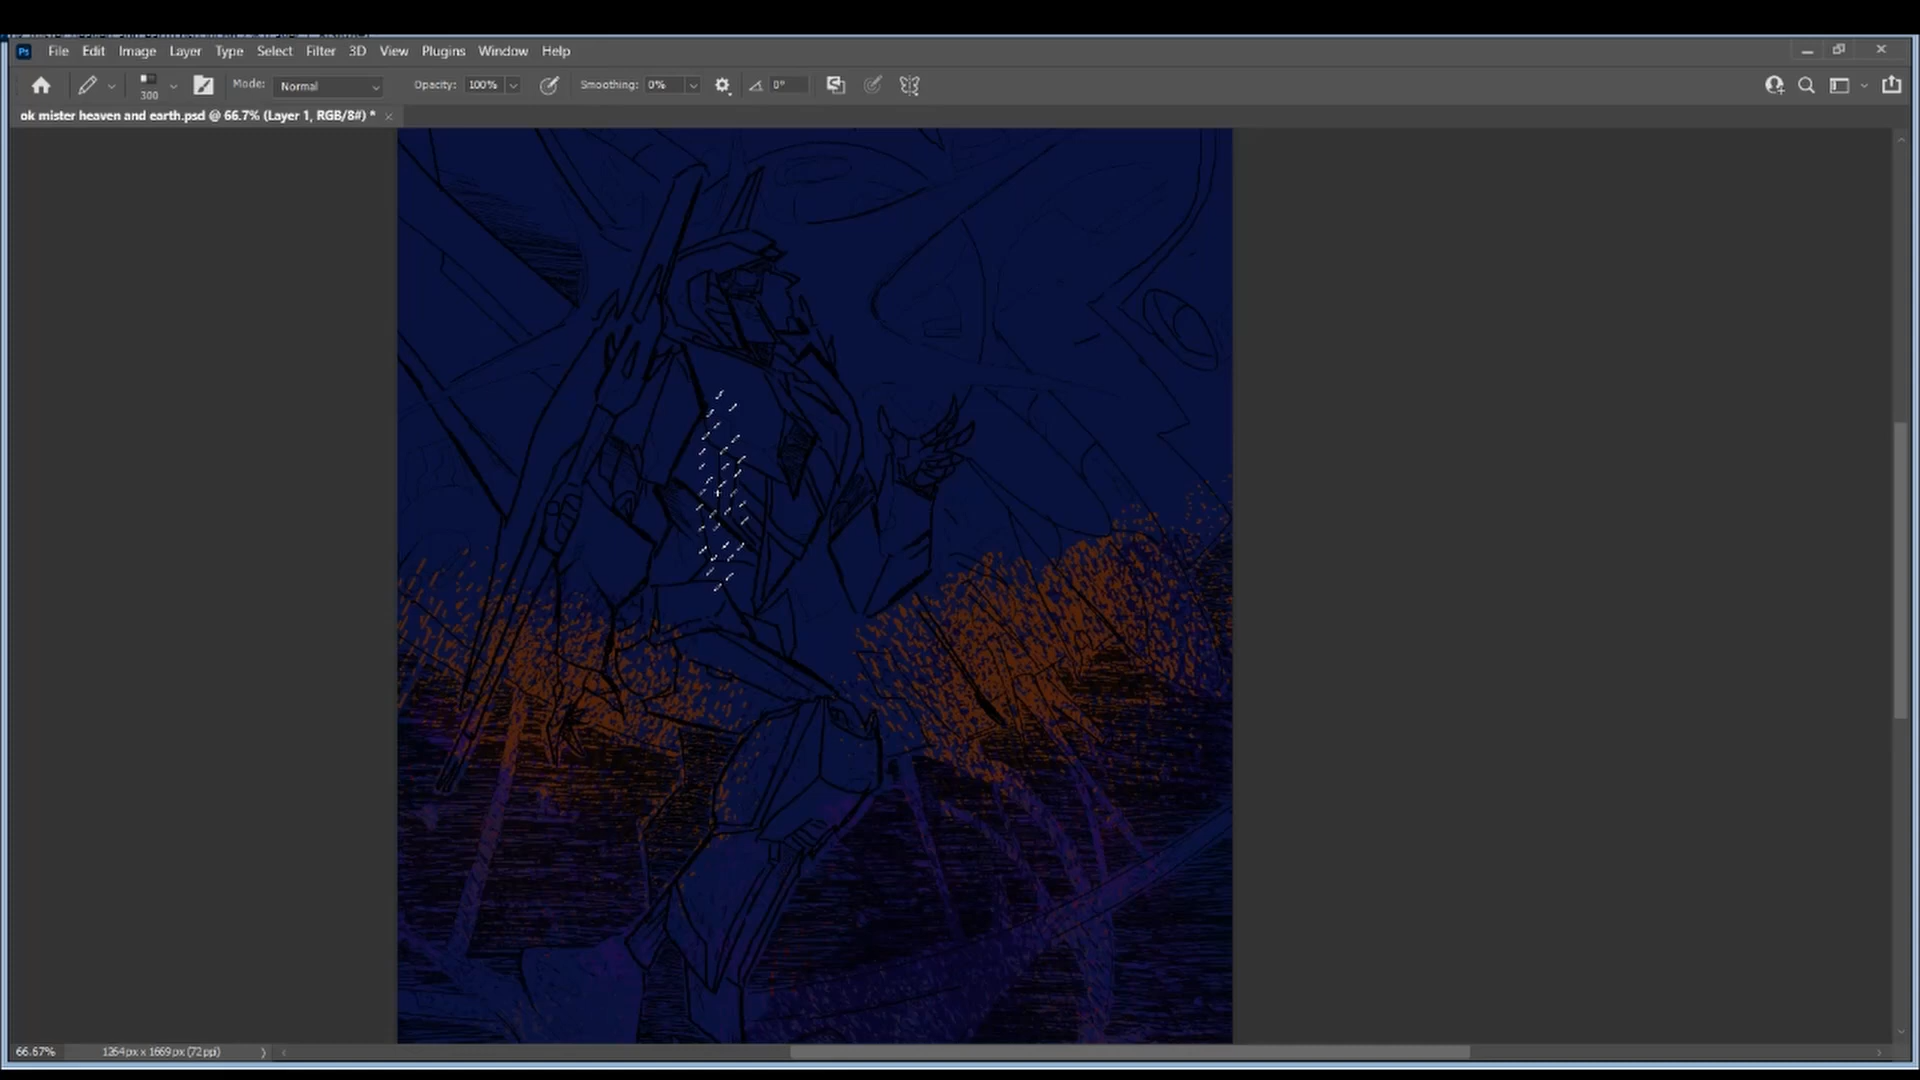 Ps File Edit Image Layer Type Select Filter 3D View Plugins Window Help
300 Mode: Normal Opacity: 100% Smoothing: 0% 0°
ok mister heaven and earth.psd @ 66.7% (Layer 1, RGB/8#) *
66.67% 1264 px x 1669 px (72 ppi)